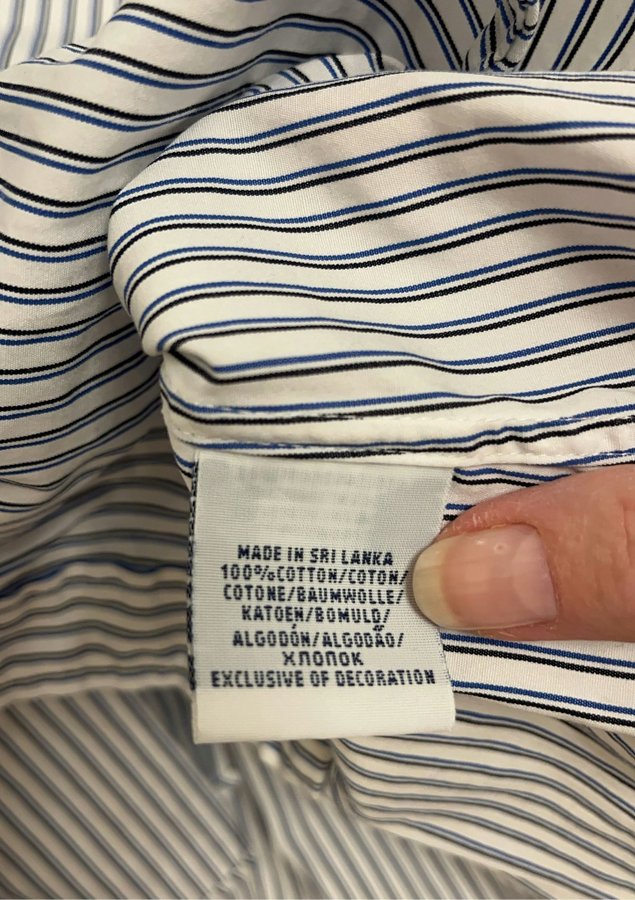 MADE IN SRI LANKA
100%COTTON/COTON/
COTONE/BAUMWOLLE/
KATOEN/BOMULD/
ALGODÓN/ALGODÃO/
ХЛОПОК
EXCLUSIVE OF DECORATION